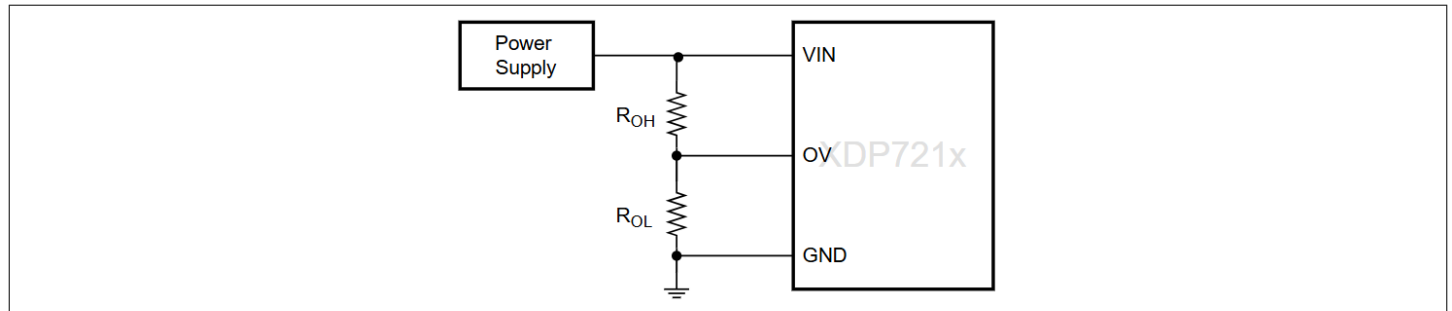 Power
Supply
VIN
R_OH
OV
XDP721x
R_OL
GND